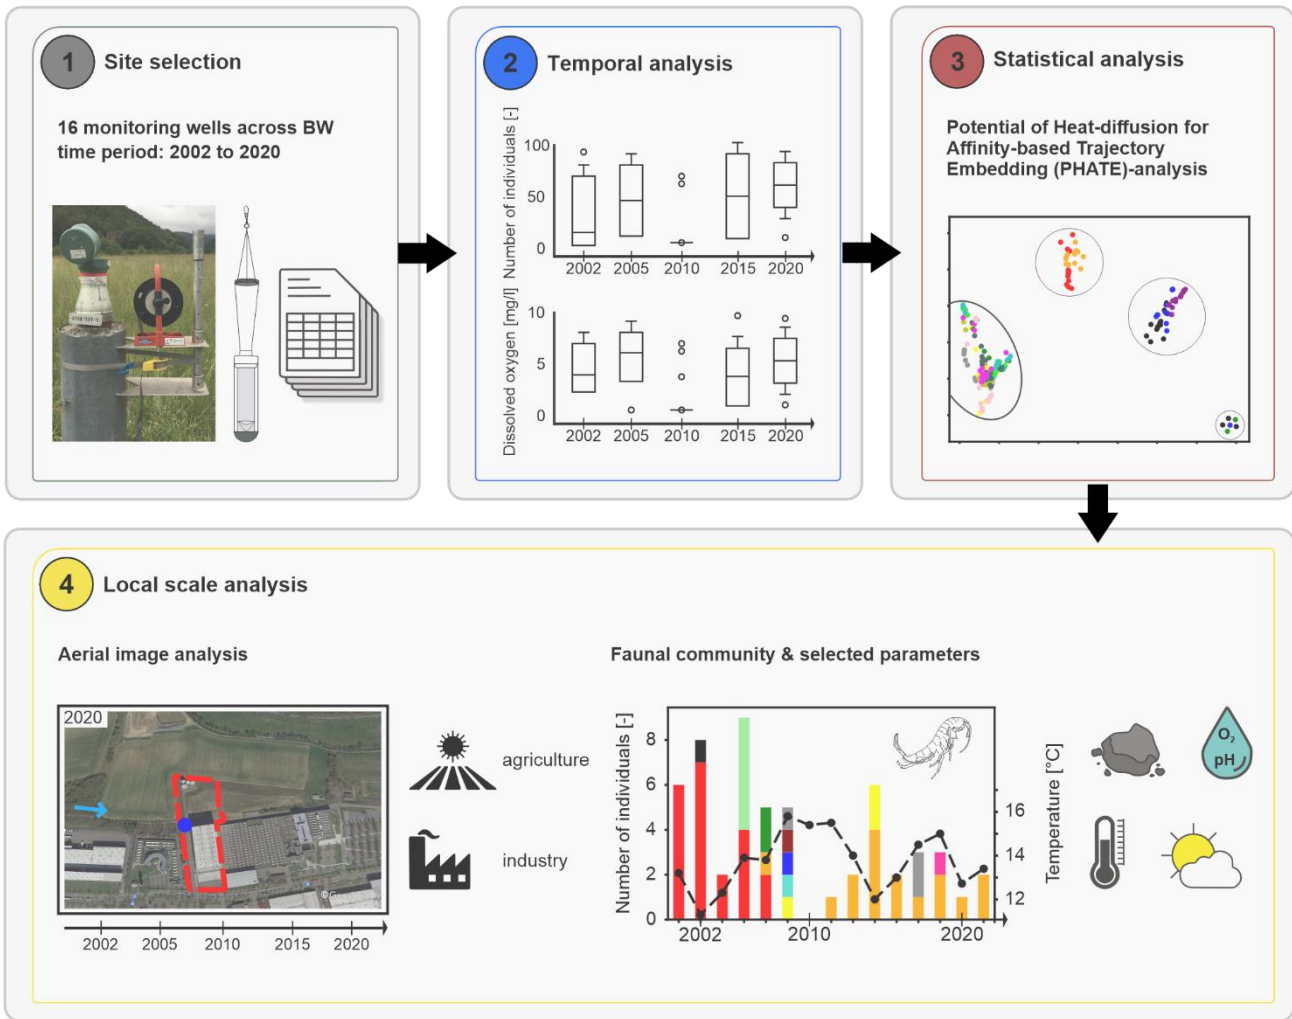 1 Site selection
16 monitoring wells across BW
time period: 2002 to 2020
2 Temporal analysis
Number of individuals [-]
100
50
0
2002 2005 2010 2015 2020
Dissolved oxygen [mg/l]
10
5
0
2002 2005 2010 2015 2020
3 Statistical analysis
Potential of Heat-diffusion for
Affinity-based Trajectory
Embedding (PHATE)-analysis
4 Local scale analysis
Aerial image analysis
2020
2002 2005 2010 2015 2020
agriculture
industry
Faunal community & selected parameters
Number of individuals [-]
8
6
4
2
0
2002 2010 2020
16
14
12
Temperature [°C]
O₂
pH